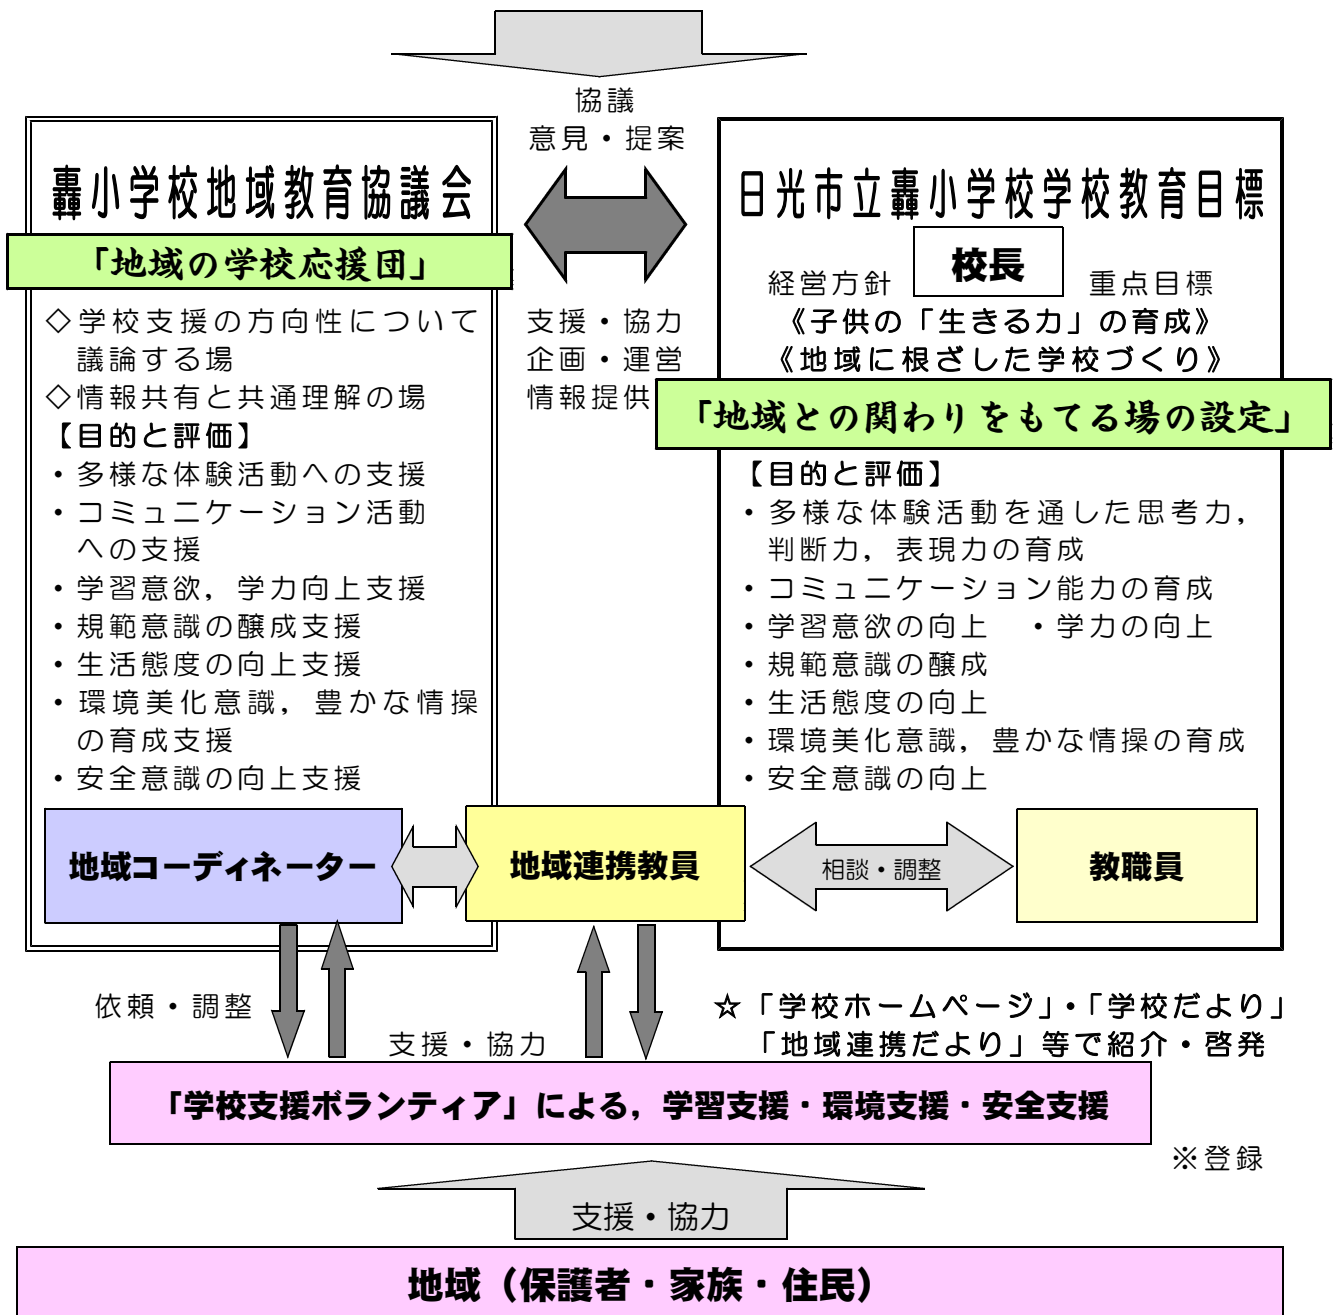 協議
意見・提案
轟小学校地域教育協議会
「地域の学校応援団」
◇学校支援の方向性について
議論する場
◇情報共有と共通理解の場
【目的と評価】
・多様な体験活動への支援
・コミュニケーション活動
への支援
・学習意欲，学力向上支援
・規範意識の醸成支援
・生活態度の向上支援
・環境美化意識，豊かな情操
の育成支援
・安全意識の向上支援
支援・協力
企画・運営
情報提供
日光市立轟小学校学校教育目標
経営方針 校長 重点目標
《子供の「生きる力」の育成》
《地域に根ざした学校づくり》
「地域との関わりをもてる場の設定」
【目的と評価】
・多様な体験活動を通した思考力，
判断力，表現力の育成
・コミュニケーション能力の育成
・学習意欲の向上　・学力の向上
・規範意識の醸成
・生活態度の向上
・環境美化意識，豊かな情操の育成
・安全意識の向上
地域コーディネーター
地域連携教員
相談・調整
教職員
依頼・調整
支援・協力
☆「学校ホームページ」・「学校だより」
「地域連携だより」等で紹介・啓発
「学校支援ボランティア」による，学習支援・環境支援・安全支援
※登録
支援・協力
地域（保護者・家族・住民）